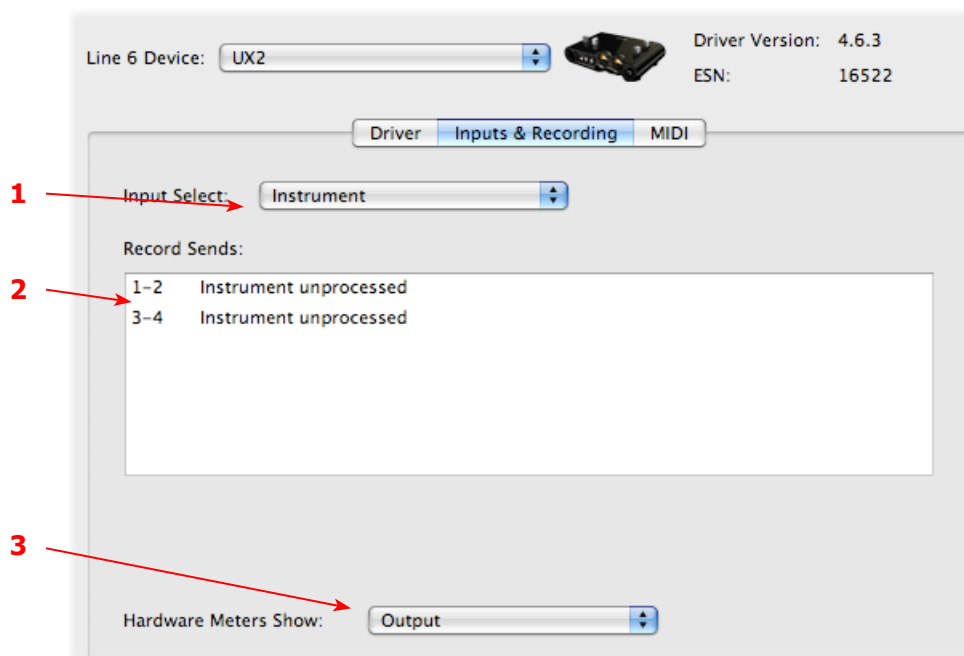 Line 6 Device: UX2
Driver Version: 4.6.3
ESN: 16522
Driver Inputs & Recording MIDI
1 Input Select: Instrument
Record Sends:
2 1-2 Instrument unprocessed
3-4 Instrument unprocessed
3 Hardware Meters Show: Output